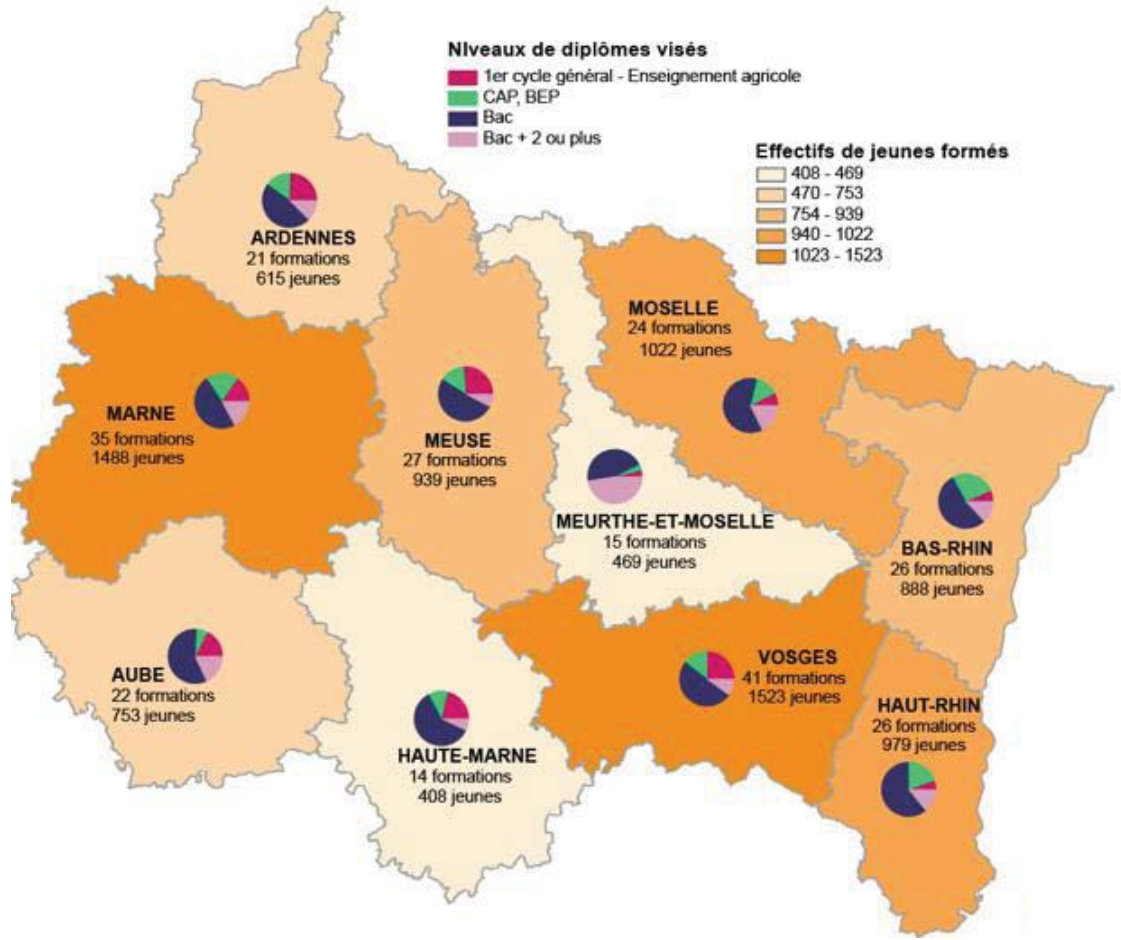 NIveaux de diplômes visés
1er cycle général - Enseignement agricole
CAP, BEP
Bac
Bac + 2 ou plus
Effectifs de jeunes formés
408 - 469
470 - 753
754 - 939
940 - 1022
1023 - 1523
ARDENNES
21 formations
615 jeunes
MOSELLE
24 formations
1022 jeunes
MARNE
35 formations
1488 jeunes
MEUSE
27 formations
939 jeunes
MEURTHE-ET-MOSELLE
15 formations
469 jeunes
BAS-RHIN
26 formations
888 jeunes
AUBE
22 formations
753 jeunes
HAUTE-MARNE
14 formations
408 jeunes
VOSGES
41 formations
1523 jeunes
HAUT-RHIN
26 formations
979 jeunes